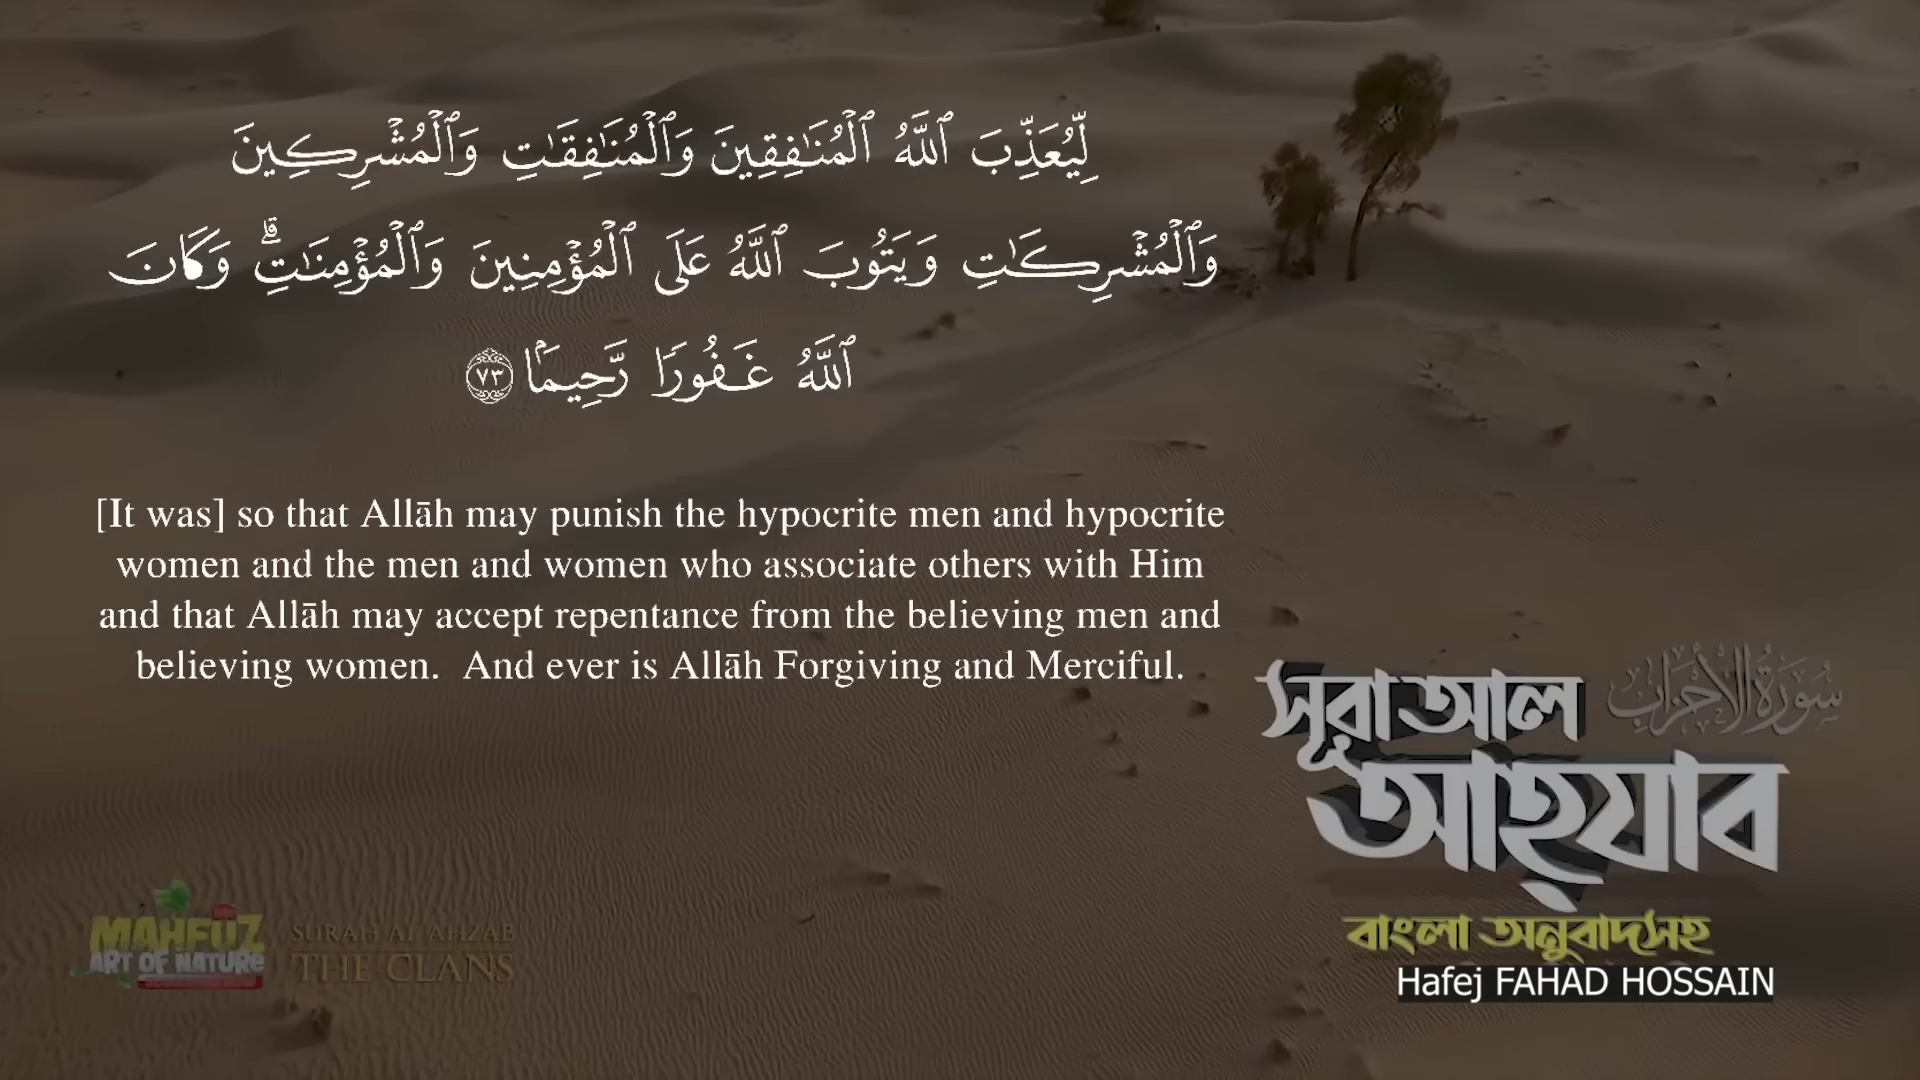 لِّيُعَذِّبَ ٱللَّهُ ٱلْمُنَـٰفِقِينَ وَٱلْمُنَـٰفِقَـٰتِ وَٱلْمُشْرِكِينَ
وَٱلْمُشْرِكَـٰتِ وَيَتُوبَ ٱللَّهُ عَلَى ٱلْمُؤْمِنِينَ وَٱلْمُؤْمِنَـٰتِ ۗ وَكَانَ
ٱللَّهُ غَفُورًا رَّحِيمًۢا ٧٣
[It was] so that Allāh may punish the hypocrite men and hypocrite
women and the men and women who associate others with Him
and that Allāh may accept repentance from the believing men and
believing women.  And ever is Allāh Forgiving and Merciful.
সূরা আল
سورة الأحزاب
আহ্যাব
বাংলা অনুবাদসহ
Hafej FAHAD HOSSAIN
MAHFUZ
ART OF NATURE
SURAH AL AHZAB
THE CLANS